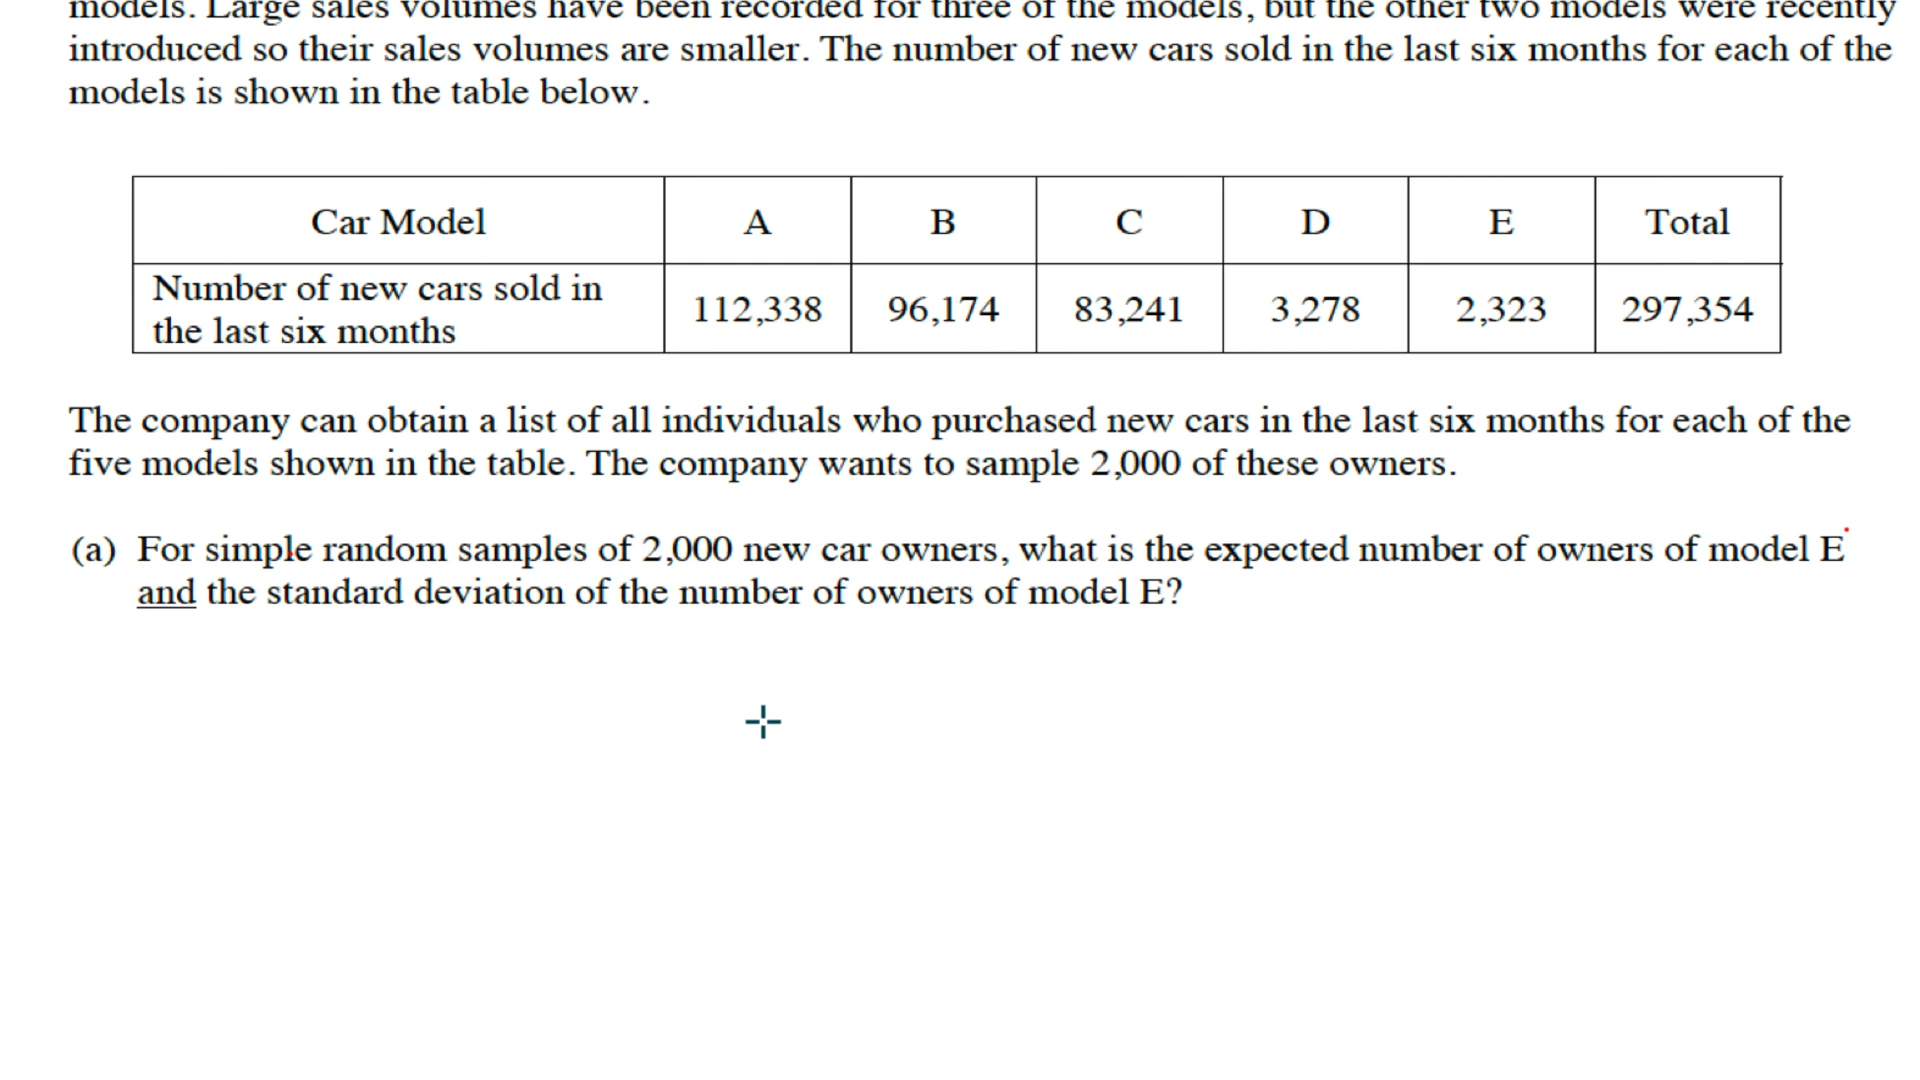 models. Large sales volumes have been recorded for three of the models, but the other two models were recently
introduced so their sales volumes are smaller. The number of new cars sold in the last six months for each of the
models is shown in the table below.
Car Model A B C D E Total
Number of new cars sold in
the last six months 112,338 96,174 83,241 3,278 2,323 297,354
The company can obtain a list of all individuals who purchased new cars in the last six months for each of the
five models shown in the table. The company wants to sample 2,000 of these owners.
(a) For simple random samples of 2,000 new car owners, what is the expected number of owners of model E
and the standard deviation of the number of owners of model E?